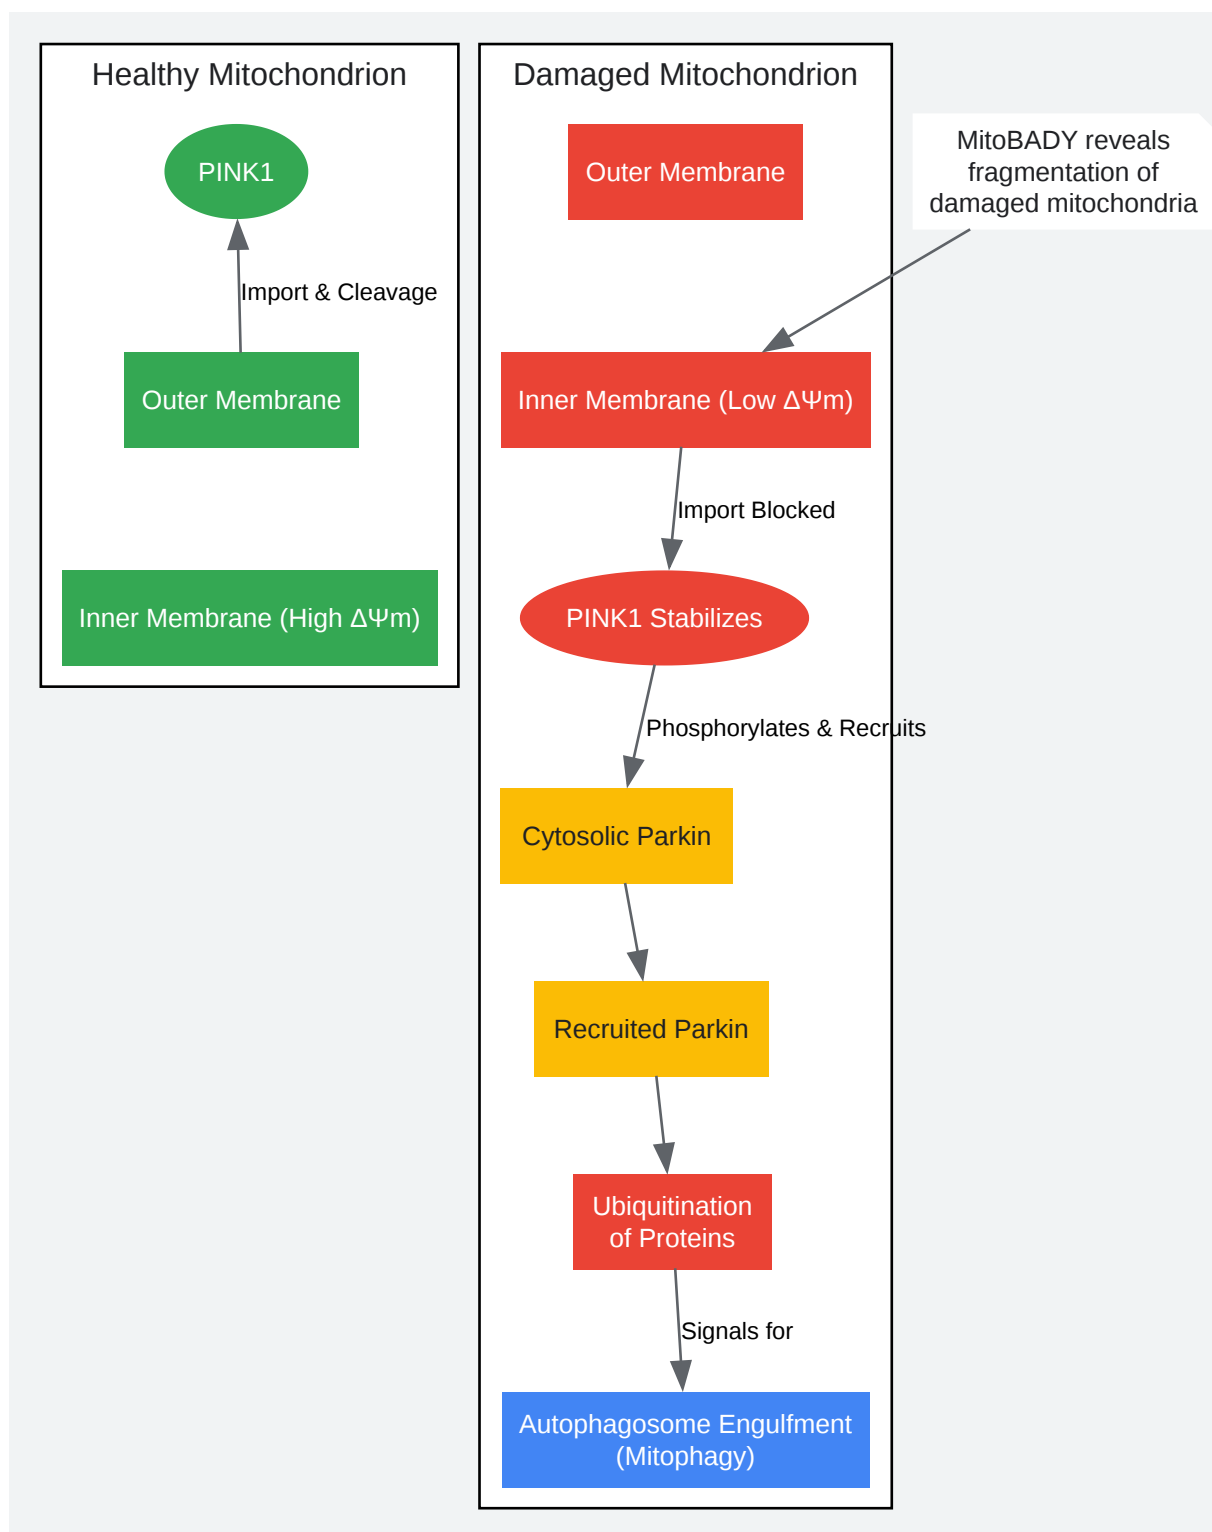 Healthy Mitochondrion
PINK1
Import & Cleavage
Outer Membrane
Inner Membrane (High ΔΨm)
Damaged Mitochondrion
Outer Membrane
MitoBADY reveals
fragmentation of
damaged mitochondria
Inner Membrane (Low ΔΨm)
Import Blocked
PINK1 Stabilizes
Phosphorylates & Recruits
Cytosolic Parkin
Recruited Parkin
Ubiquitination
of Proteins
Signals for
Autophagosome Engulfment
(Mitophagy)